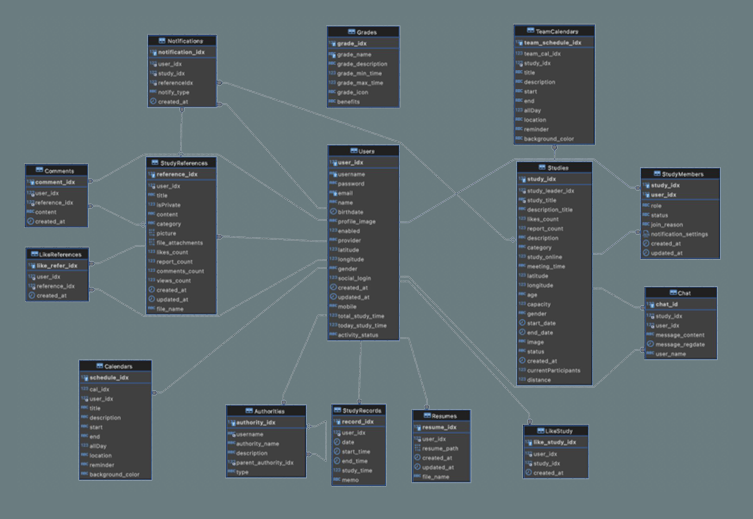 Notifications
notification_idx
user_idx
study_idx
referenceIdx
notify_type
created_at
Grades
grade_idx
grade_name
grade_description
grade_min_time
grade_max_time
grade_icon
benefits
TeamCalendars
team_schedule_idx
team_cal_idx
study_idx
title
description
start
end
allDay
location
reminder
background_color
Comments
comment_idx
user_idx
reference_idx
content
created_at
StudyReferences
reference_idx
user_idx
title
isPrivate
content
category
picture
file_attachments
likes_count
report_count
comments_count
views_count
created_at
updated_at
file_name
Users
user_idx
username
password
email
name
birthdate
profile_image
enabled
provider
latitude
longitude
gender
social_login
created_at
updated_at
mobile
total_study_time
today_study_time
activity_status
Studies
study_idx
study_leader_idx
study_title
description_title
likes_count
report_count
description
category
study_online
meeting_time
latitude
longitude
age
capacity
gender
start_date
end_date
image
status
created_at
currentParticipants
distance
StudyMembers
study_idx
user_idx
role
status
join_reason
notification_settings
created_at
updated_at
LikeReferences
like_refer_idx
user_idx
reference_idx
created_at
Chat
chat_id
study_idx
user_idx
message_content
message_regdate
user_name
Calenders
schedule_idx
cal_idx
user_idx
title
description
start
end
allDay
location
reminder
background_color
Authorities
authority_idx
username
authority_name
description
parent_authority_idx
type
StudyRecords
record_idx
user_idx
date
start_time
end_time
study_time
memo
Resumes
resume_idx
user_idx
resume_path
created_at
updated_at
file_name
LikeStudy
like_study_idx
user_idx
study_idx
created_at